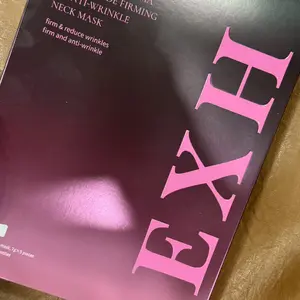 FIRMING
ANTI-WRINKLE
NECK MASK
firm & reduce wrinkles
firm and anti-wrinkle
EXH